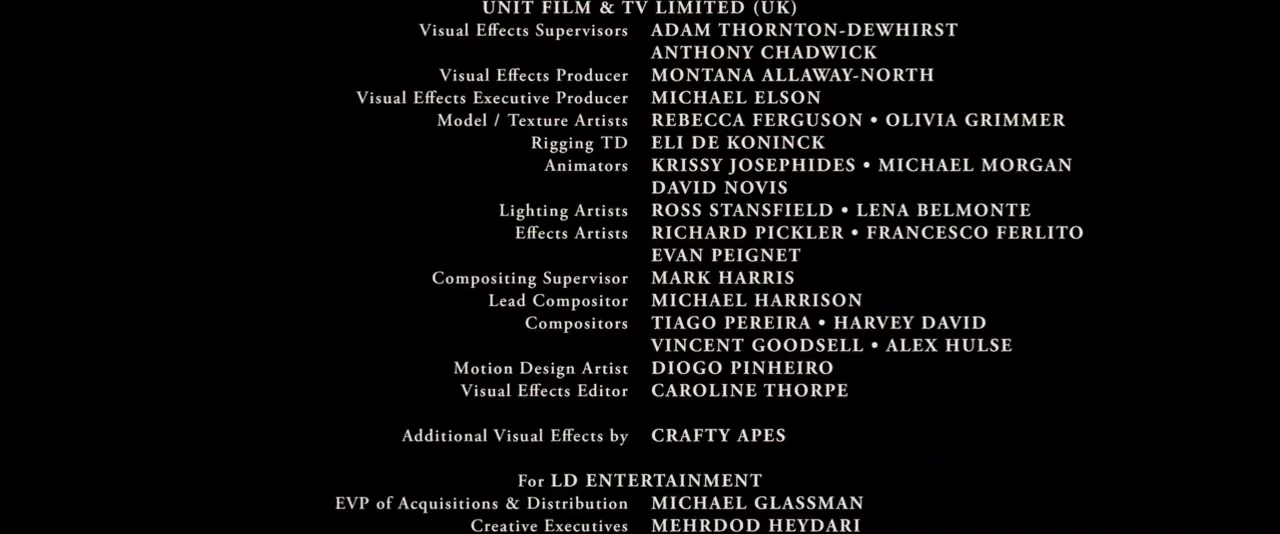 UNIT FILM & TV LIMITED (UK)
Visual Effects Supervisors ADAM THORNTON-DEWHIRST
ANTHONY CHADWICK
Visual Effects Producer MONTANA ALLAWAY-NORTH
Visual Effects Executive Producer MICHAEL ELSON
Model / Texture Artists REBECCA FERGUSON • OLIVIA GRIMMER
Rigging TD ELI DE KONINCK
Animators KRISSY JOSEPHIDES • MICHAEL MORGAN
DAVID NOVIS
Lighting Artists ROSS STANSFIELD • LENA BELMONTE
Effects Artists RICHARD PICKLER • FRANCESCO FERLITO
EVAN PEIGNET
Compositing Supervisor MARK HARRIS
Lead Compositor MICHAEL HARRISON
Compositors TIAGO PEREIRA • HARVEY DAVID
VINCENT GOODSELL • ALEX HULSE
Motion Design Artist DIOGO PINHEIRO
Visual Effects Editor CAROLINE THORPE
Additional Visual Effects by CRAFTY APES
For LD ENTERTAINMENT
EVP of Acquisitions & Distribution MICHAEL GLASSMAN
Creative Executives MEHRDOD HEYDARI